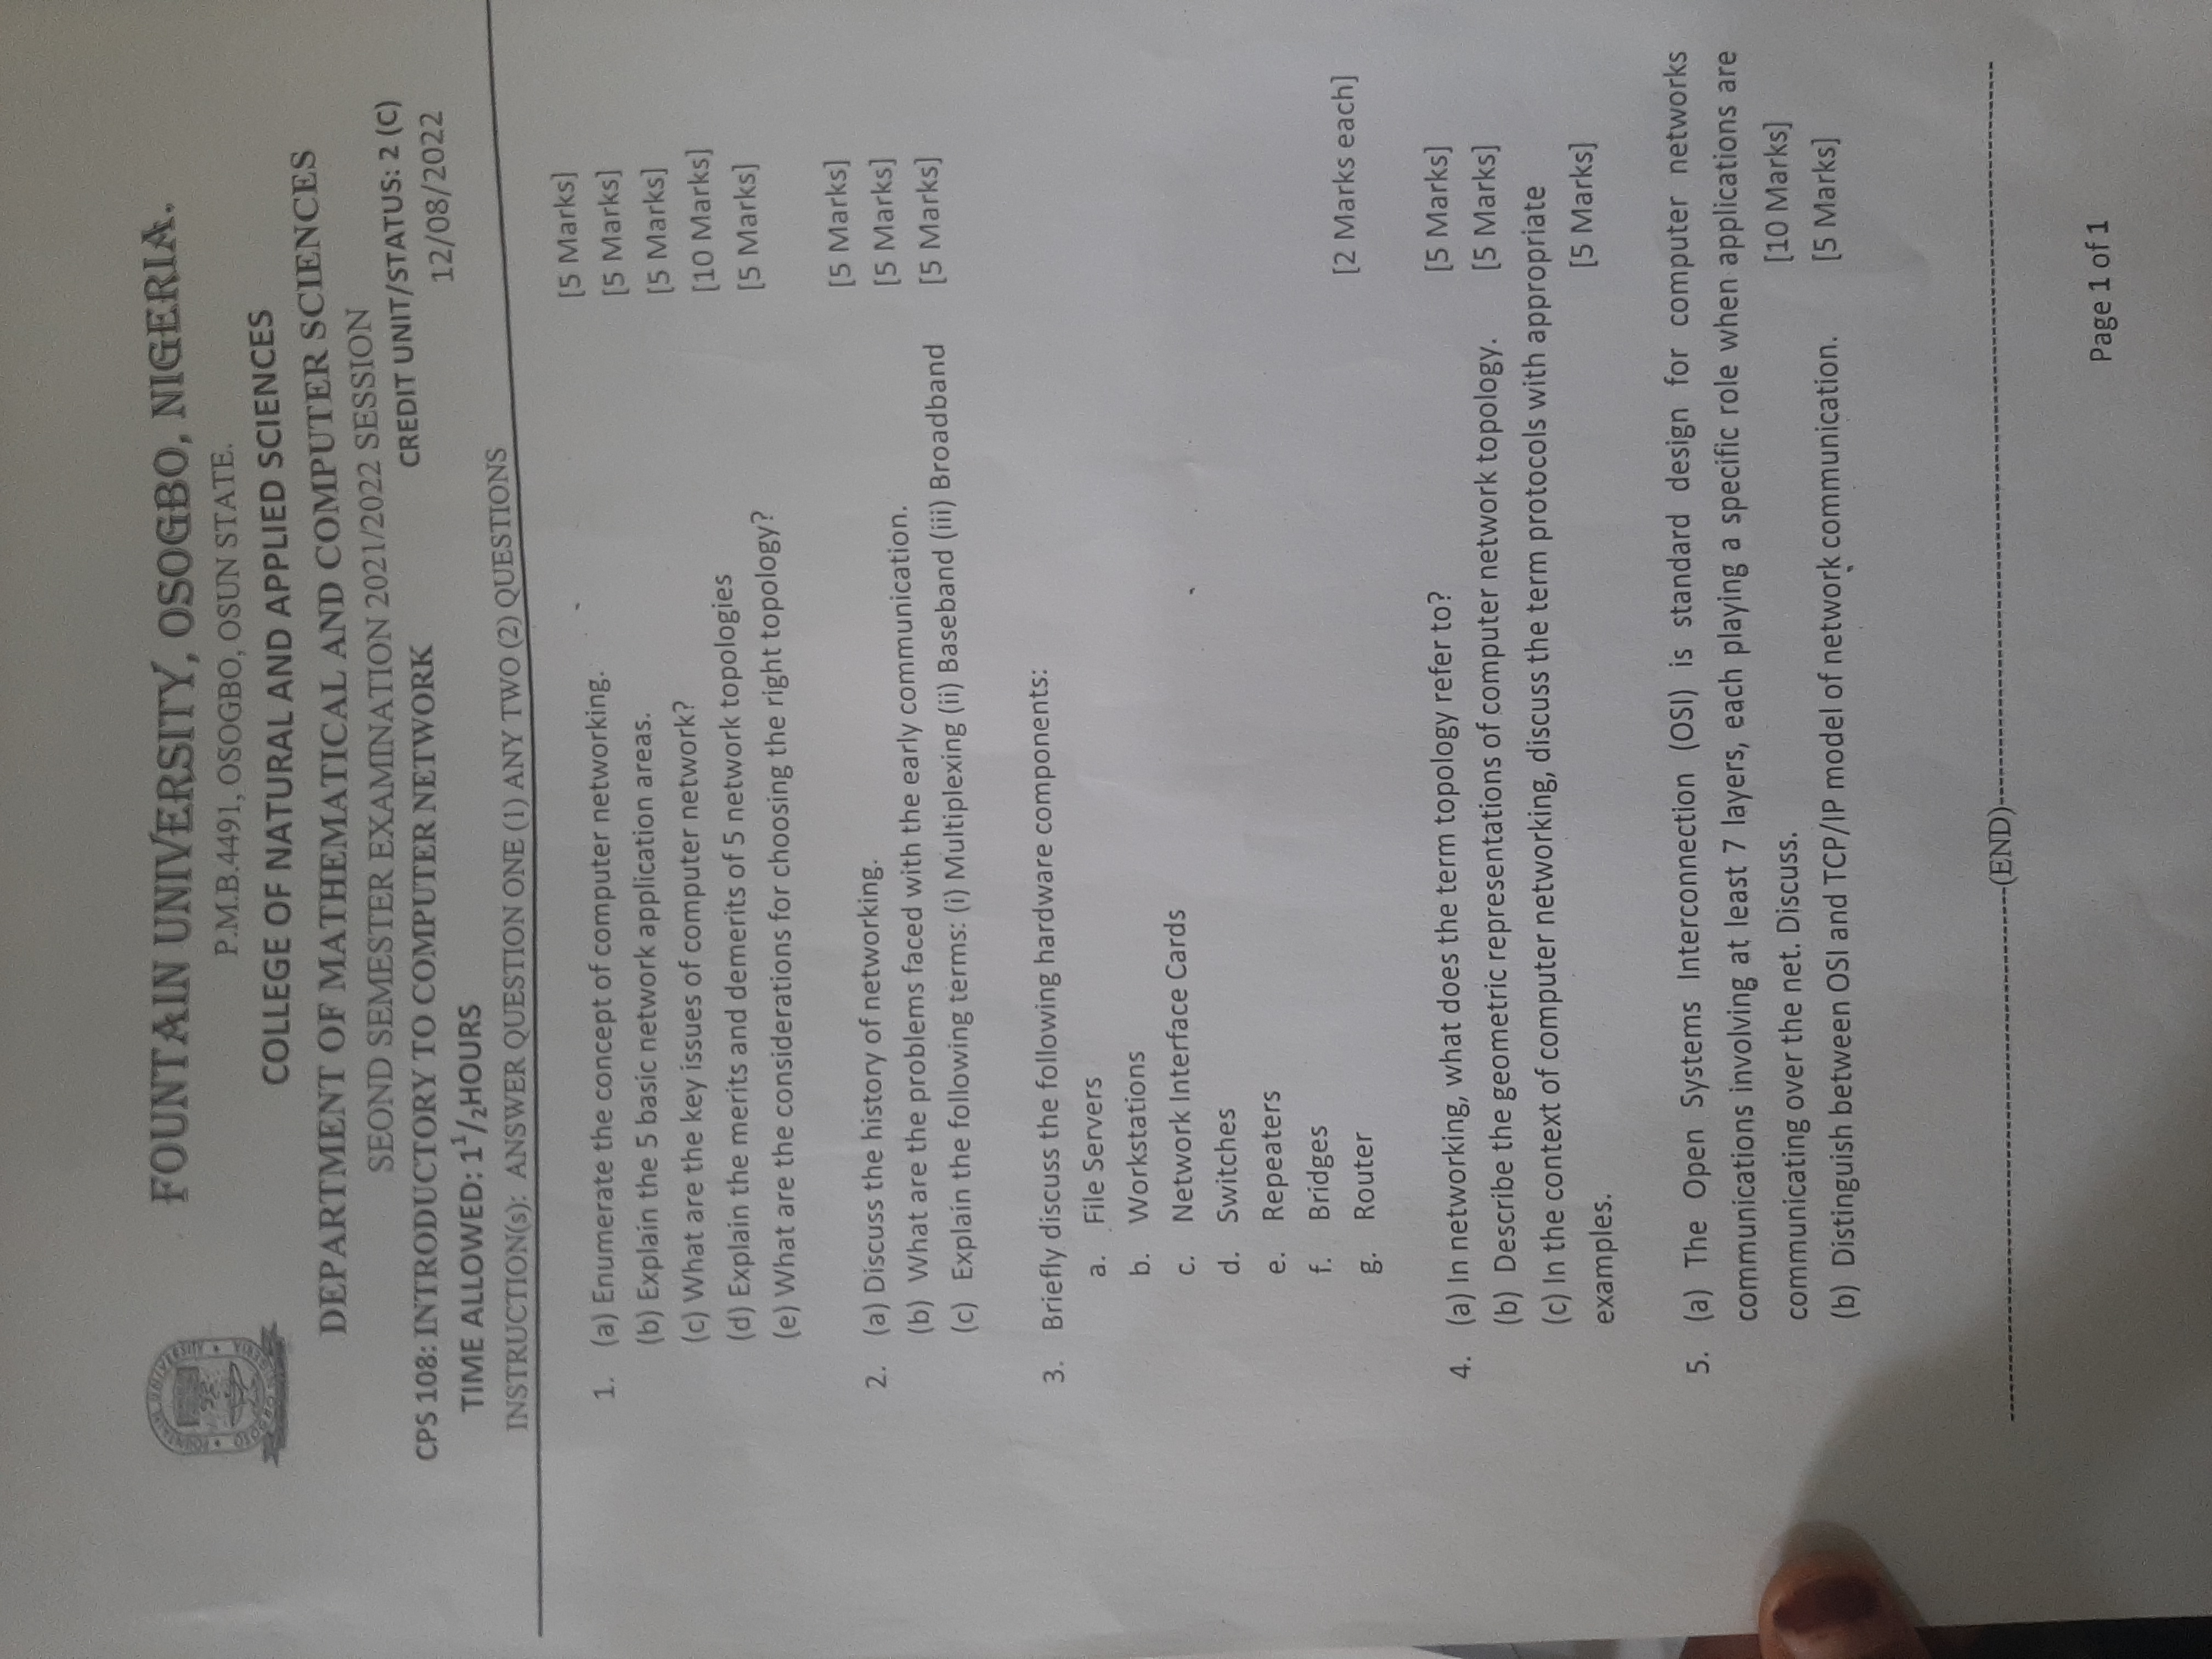 FOUNTAIN UNIVERSITY, OSOGBO, NIGERIA.
P.M.B.4491, OSOGBO, OSUN STATE.
COLLEGE OF NATURAL AND APPLIED SCIENCES
DEPARTMENT OF MATHEMATICAL AND COMPUTER SCIENCES
SEOND SEMESTER EXAMINATION 2021/2022 SESSION
CPS 108: INTRODUCTORY TO COMPUTER NETWORK CREDIT UNIT/STATUS: 2 (C)
TIME ALLOWED: 1 1/2HOURS 12/08/2022
INSTRUCTION(s): ANSWER QUESTION ONE (1) ANY TWO (2) QUESTIONS
1. (a) Enumerate the concept of computer networking. [5 Marks]
(b) Explain the 5 basic network application areas. [5 Marks]
(c) What are the key issues of computer network? [5 Marks]
(d) Explain the merits and demerits of 5 network topologies [10 Marks]
(e) What are the considerations for choosing the right topology? [5 Marks]
2. (a) Discuss the history of networking. [5 Marks]
(b) What are the problems faced with the early communication. [5 Marks]
(c) Explain the following terms: (i) Multiplexing (ii) Baseband (iii) Broadband [5 Marks]
3. Briefly discuss the following hardware components:
a. File Servers
b. Workstations
c. Network Interface Cards
d. Switches
e. Repeaters
f. Bridges
g. Router [2 Marks each]
4. (a) In networking, what does the term topology refer to? [5 Marks]
(b) Describe the geometric representations of computer network topology. [5 Marks]
(c) In the context of computer networking, discuss the term protocols with appropriate
examples. [5 Marks]
5. (a) The Open Systems Interconnection (OSI) is standard design for computer networks
communications involving at least 7 layers, each playing a specific role when applications are
communicating over the net. Discuss. [10 Marks]
(b) Distinguish between OSI and TCP/IP model of network communication. [5 Marks]
(END)
Page 1 of 1